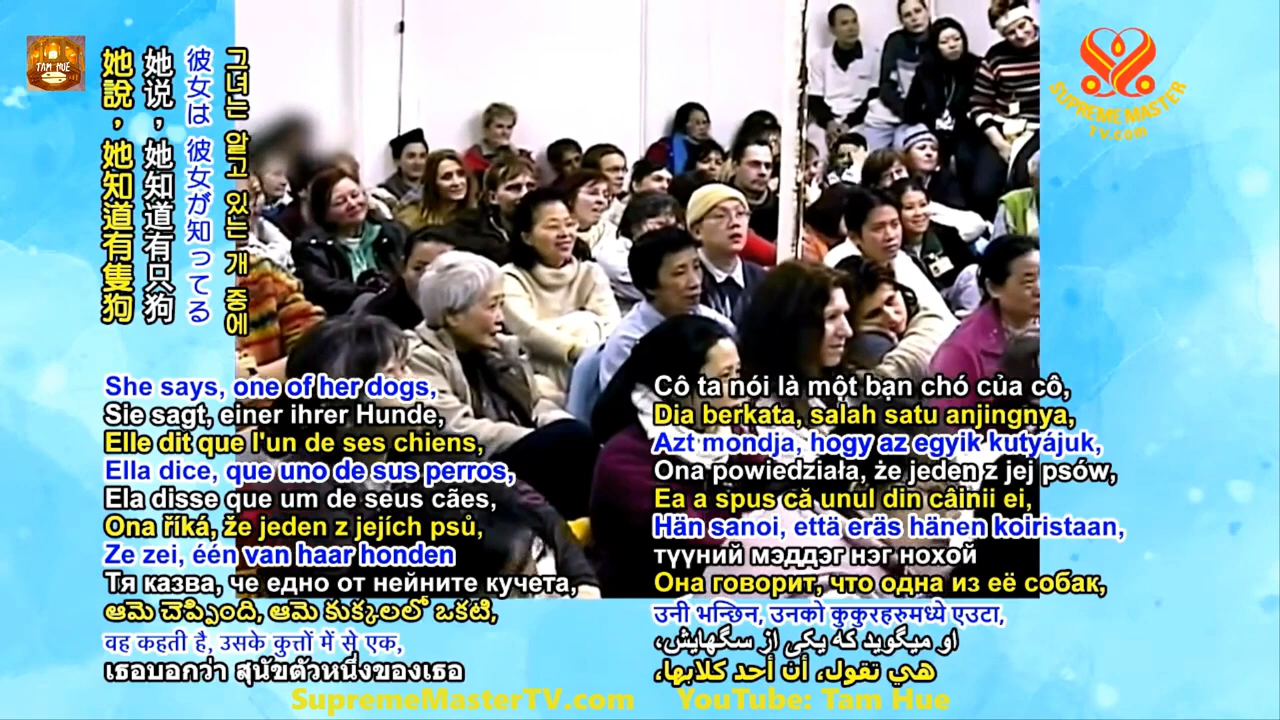 TAM HUE
她說，她知道有隻狗
她说，她知道有只狗
彼女は 彼女が知ってる
그녀는 알고 있는 개 중에
SUPREME MASTER
TV.com
She says, one of her dogs,
Sie sagt, einer ihrer Hunde,
Elle dit que l'un de ses chiens,
Ella dice, que uno de sus perros,
Ela disse que um de seus cães,
Ona říká, že jeden z jejích psů,
Ze zei, één van haar honden
Тя казва, че едно от нейните кучета,
ఆమె చెప్పింది, ఆమె కుక్కలలో ఒకటి,
वह कहती है, उसके कुत्तों में से एक,
เธอบอกว่า สุนัขตัวหนึ่งของเธอ
Cô ta nói là một bạn chó của cô,
Dia berkata, salah satu anjingnya,
Azt mondja, hogy az egyik kutyájuk,
Ona powiedziała, że jeden z jej psów,
Ea a spus că unul din câinii ei,
Hän sanoi, että eräs hänen koiristaan,
түүний мэддэг нэг нохой
Она говорит, что одна из её собак,
उनी भन्छिन, उनको कुकुरहरुमध्ये एउटा,
او میگوید که یکی از سگهایش،
هي تقول، أن أحد كلابها،
SupremeMasterTV.com YouTube: Tam Hue